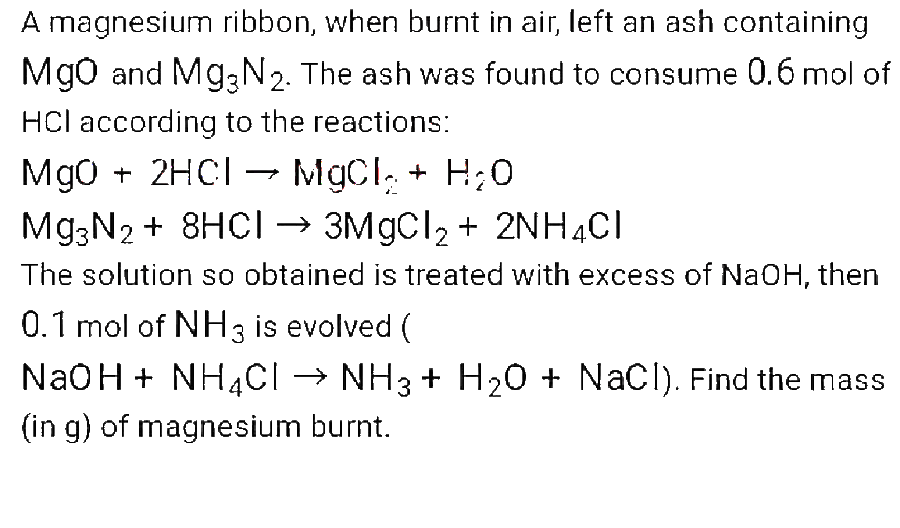 A magnesium ribbon, when burnt in air, left an ash containing
MgO and Mg₃N₂. The ash was found to consume 0.6 mol of
HCl according to the reactions:
MgO + 2HCl → MgCl₂ + H₂O
Mg₃N₂ + 8HCl → 3MgCl₂ + 2NH₄Cl
The solution so obtained is treated with excess of NaOH, then
0.1 mol of NH₃ is evolved (
NaOH + NH₄Cl → NH₃ + H₂O + NaCl). Find the mass
(in g) of magnesium burnt.